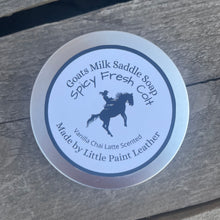 Goats Milk Saddle Soap
Spicy Fresh Colt
Vanilla Chai Latte Scented
Made by Little Paint Leather